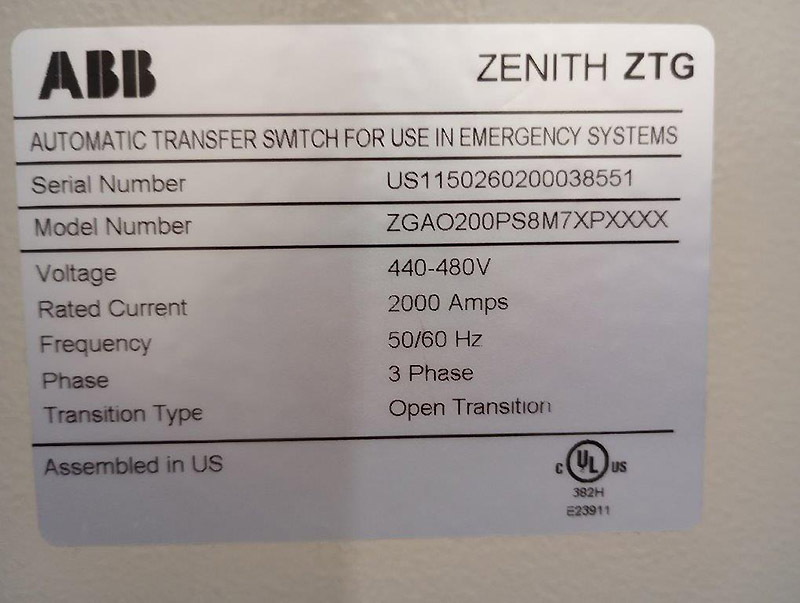 ABB ZENITH ZTG
AUTOMATIC TRANSFER SWITCH FOR USE IN EMERGENCY SYSTEMS
Serial Number US1150260200038551
Model Number ZGAO200PS8M7XPXXXX
Voltage 440-480V
Rated Current 2000 Amps
Frequency 50/60 Hz
Phase 3 Phase
Transition Type Open Transition
Assembled in US
C UL US
382H
E23911